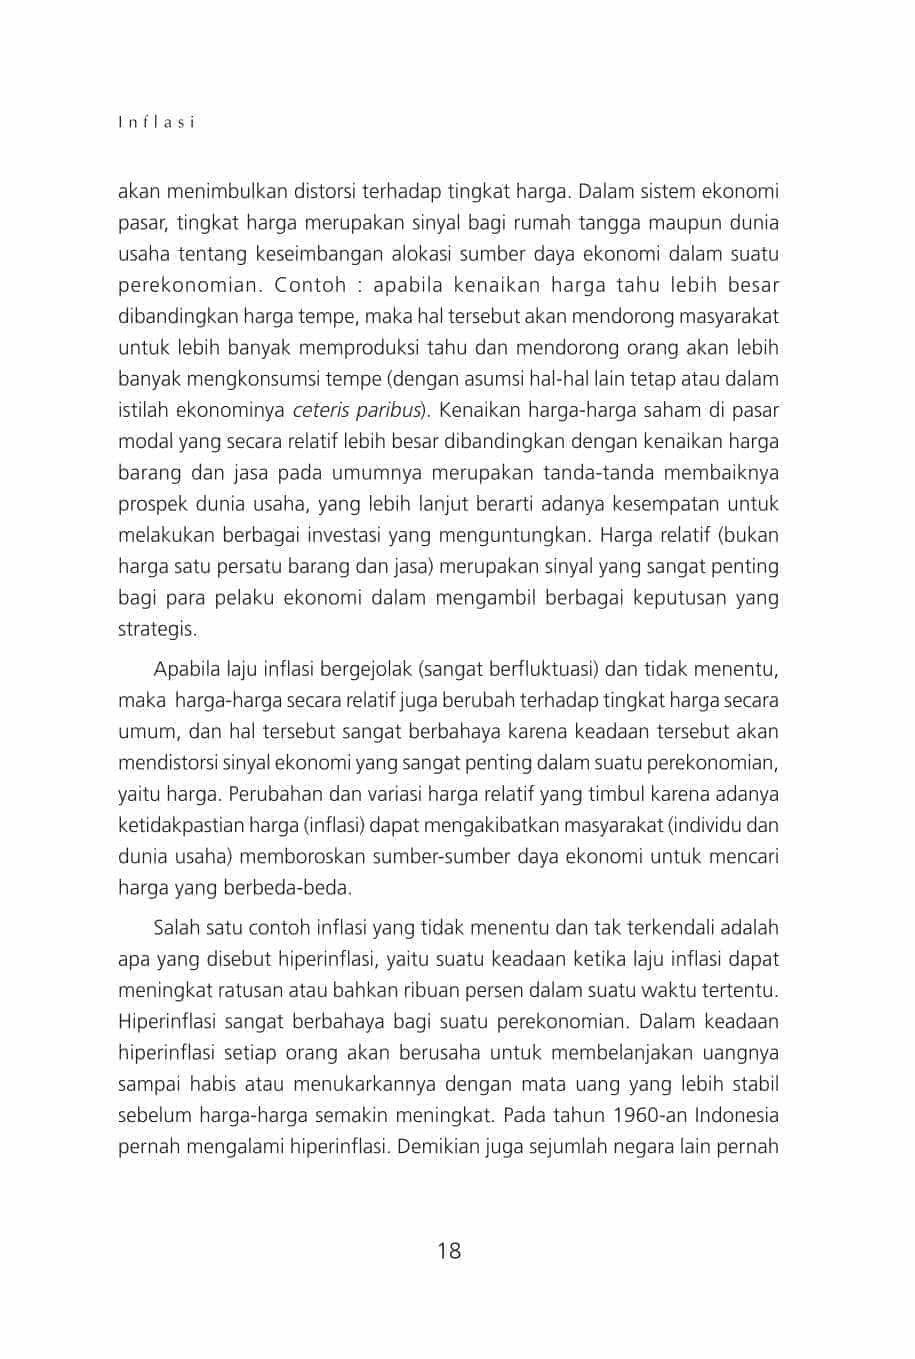 Inflasi
akan menimbulkan distorsi terhadap tingkat harga. Dalam sistem ekonomi
pasar, tingkat harga merupakan sinyal bagi rumah tangga maupun dunia
usaha tentang keseimbangan alokasi sumber daya ekonomi dalam suatu
perekonomian. Contoh : apabila kenaikan harga tahu lebih besar
dibandingkan harga tempe, maka hal tersebut akan mendorong masyarakat
untuk lebih banyak memproduksi tahu dan mendorong orang akan lebih
banyak mengkonsumsi tempe (dengan asumsi hal-hal lain tetap atau dalam
istilah ekonominya ceteris paribus). Kenaikan harga-harga saham di pasar
modal yang secara relatif lebih besar dibandingkan dengan kenaikan harga
barang dan jasa pada umumnya merupakan tanda-tanda membaiknya
prospek dunia usaha, yang lebih lanjut berarti adanya kesempatan untuk
melakukan berbagai investasi yang menguntungkan. Harga relatif (bukan
harga satu persatu barang dan jasa) merupakan sinyal yang sangat penting
bagi para pelaku ekonomi dalam mengambil berbagai keputusan yang
strategis.
Apabila laju inflasi bergejolak (sangat berfluktuasi) dan tidak menentu,
maka harga-harga secara relatif juga berubah terhadap tingkat harga secara
umum, dan hal tersebut sangat berbahaya karena keadaan tersebut akan
mendistorsi sinyal ekonomi yang sangat penting dalam suatu perekonomian,
yaitu harga. Perubahan dan variasi harga relatif yang timbul karena adanya
ketidakpastian harga (inflasi) dapat mengakibatkan masyarakat (individu dan
dunia usaha) memboroskan sumber-sumber daya ekonomi untuk mencari
harga yang berbeda-beda.
Salah satu contoh inflasi yang tidak menentu dan tak terkendali adalah
apa yang disebut hiperinflasi, yaitu suatu keadaan ketika laju inflasi dapat
meningkat ratusan atau bahkan ribuan persen dalam suatu waktu tertentu.
Hiperinflasi sangat berbahaya bagi suatu perekonomian. Dalam keadaan
hiperinflasi setiap orang akan berusaha untuk membelanjakan uangnya
sampai habis atau menukarkannya dengan mata uang yang lebih stabil
sebelum harga-harga semakin meningkat. Pada tahun 1960-an Indonesia
pernah mengalami hiperinflasi. Demikian juga sejumlah negara lain pernah
18